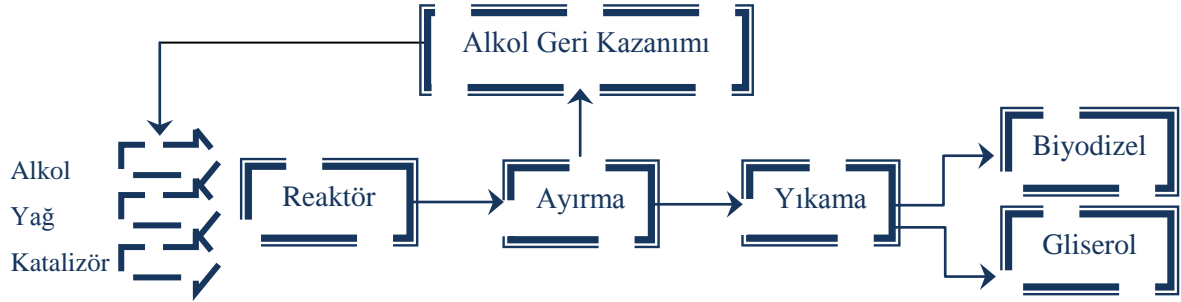 Alkol Geri Kazanımı
Alkol
Yağ
Katalizör
Reaktör
Ayırma
Yıkama
Biyodizel
Gliserol